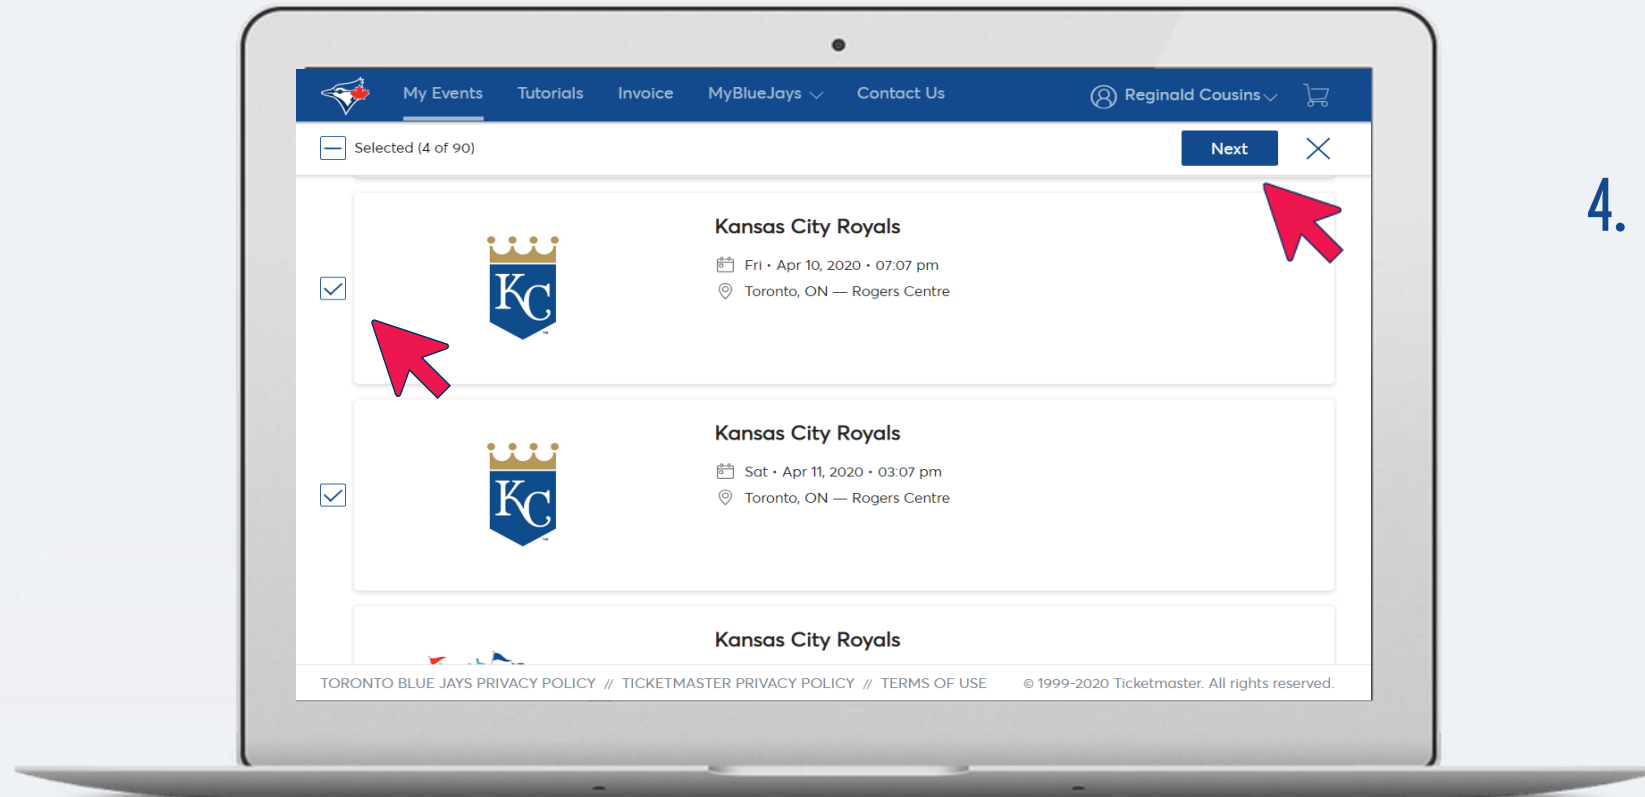 My Events Tutorials Invoice MyBlueJays Contact Us Reginald Cousins
Selected (4 of 90) Next
4.
Kansas City Royals
Fri • Apr 10, 2020 • 07:07 pm
Toronto, ON — Rogers Centre
KC
Kansas City Royals
Sat • Apr 11, 2020 • 03:07 pm
Toronto, ON — Rogers Centre
KC
Kansas City Royals
TORONTO BLUE JAYS PRIVACY POLICY // TICKETMASTER PRIVACY POLICY // TERMS OF USE © 1999-2020 Ticketmaster. All rights reserved.